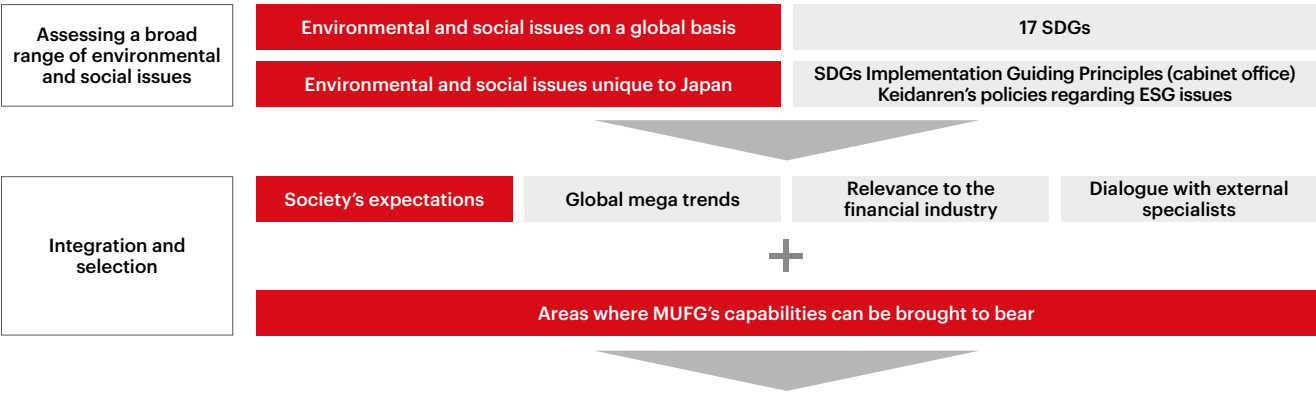 Assessing a broad
range of environmental
and social issues
Environmental and social issues on a global basis
17 SDGs
Environmental and social issues unique to Japan
SDGs Implementation Guiding Principles (cabinet office)
Keidanren's policies regarding ESG issues
Integration and
selection
Society's expectations
Global mega trends
Relevance to the
financial industry
Dialogue with external
specialists
+
Areas where MUFG's capabilities can be brought to bear